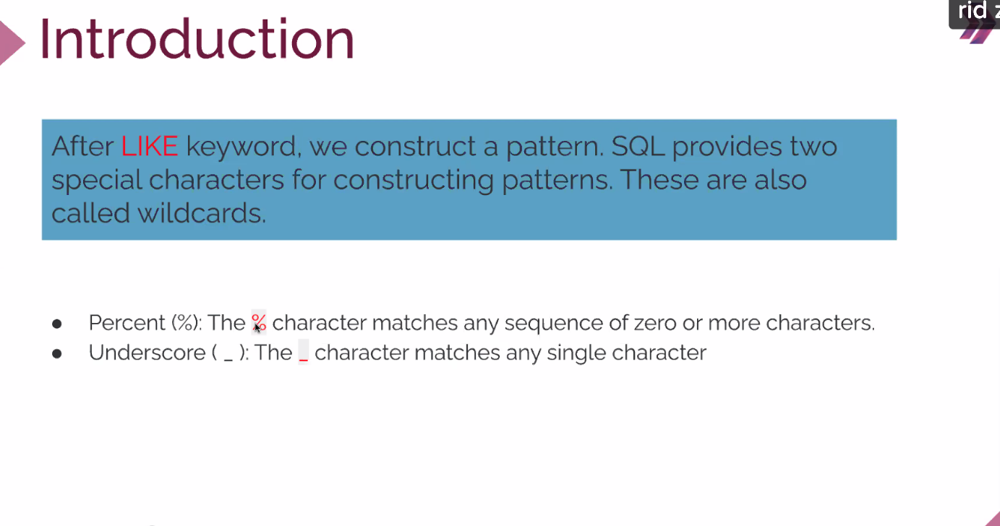 rid z
Introduction
After LIKE keyword, we construct a pattern. SQL provides two
special characters for constructing patterns. These are also
called wildcards.
● Percent (%): The % character matches any sequence of zero or more characters.
● Underscore ( _ ): The _ character matches any single character